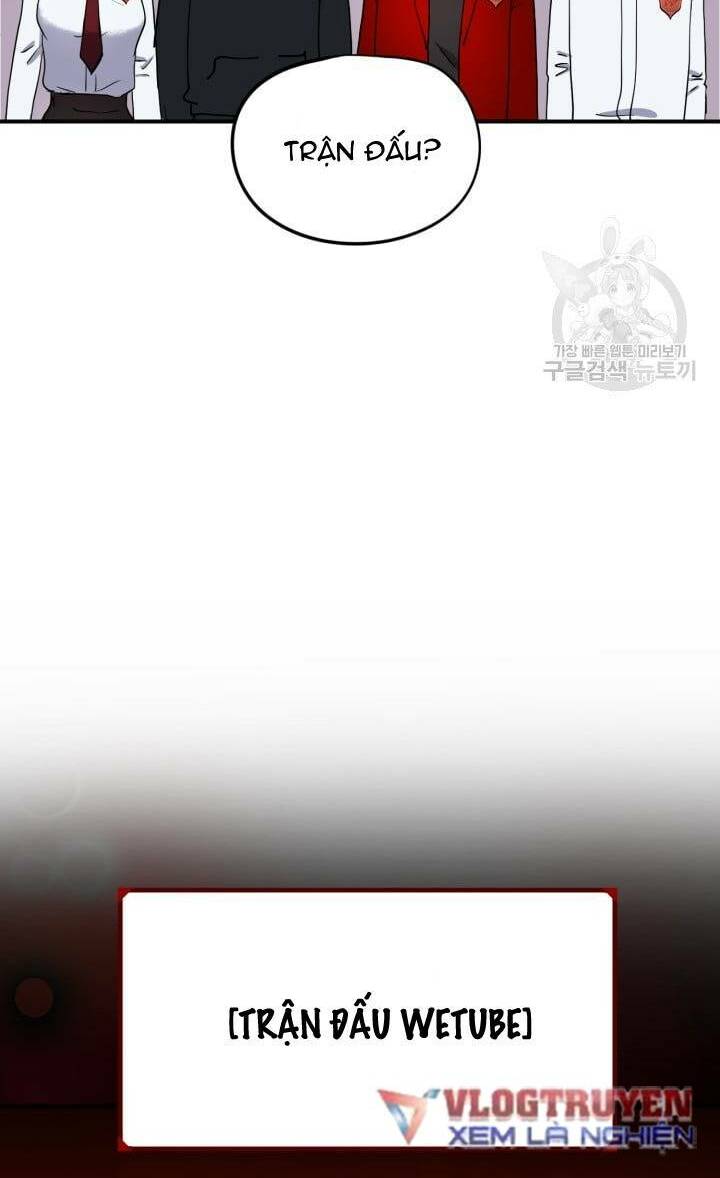 TRẬN ĐẤU?
가장 빠른 웹툰 미리보기
구글검색 뉴토끼
[TRẬN ĐẤU WETUBE]
VLOGTRUYEN
XEM LÀ NGHIỆN